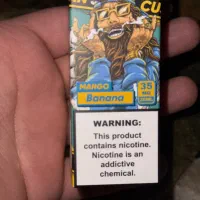 CU
MANGO
Banana
35
WARNING:
This product
contains nicotine.
Nicotine is an
addictive
chemical.